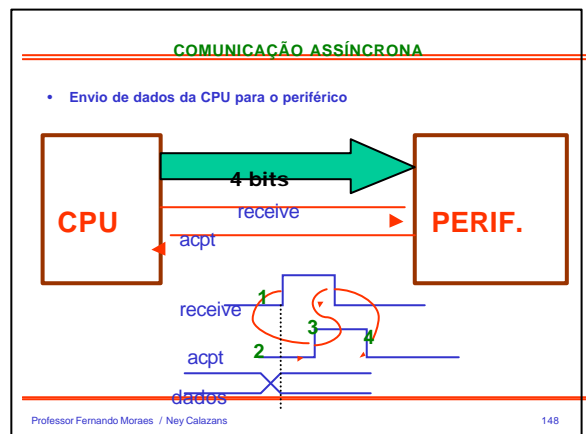 COMUNICAÇÃO ASSÍNCRONA
• Envio de dados da CPU para o periférico
4 bits
CPU
receive
PERIF.
acpt
1
receive
3
4
2
acpt
dados
Professor Fernando Moraes / Ney Calazans
148